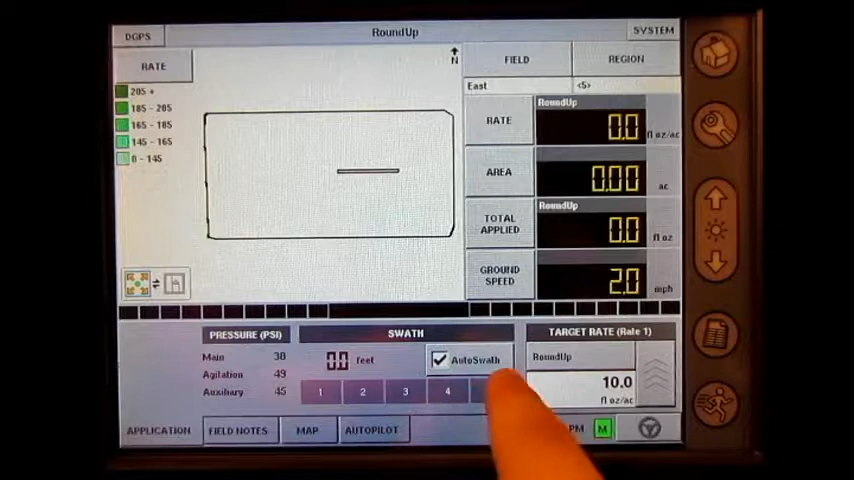 DGPS
RoundUp
SYSTEM
RATE
N
FIELD
REGION
205 +
185 - 205
165 - 185
145 - 165
0 - 145
East
<5>
RATE
RoundUp
0.0
fl oz/ac
AREA
0.00
ac
TOTAL
APPLIED
RoundUp
0.0
fl oz
GROUND
SPEED
2.0
mph
PRESSURE (PSI)
SWATH
TARGET RATE (Rate 1)
Main 38
Agitation 49
Auxiliary 45
0.0 feet
AutoSwath
1 2 3 4
RoundUp
10.0
fl oz/ac
APPLICATION
FIELD NOTES
MAP
AUTOPILOT
PM
M